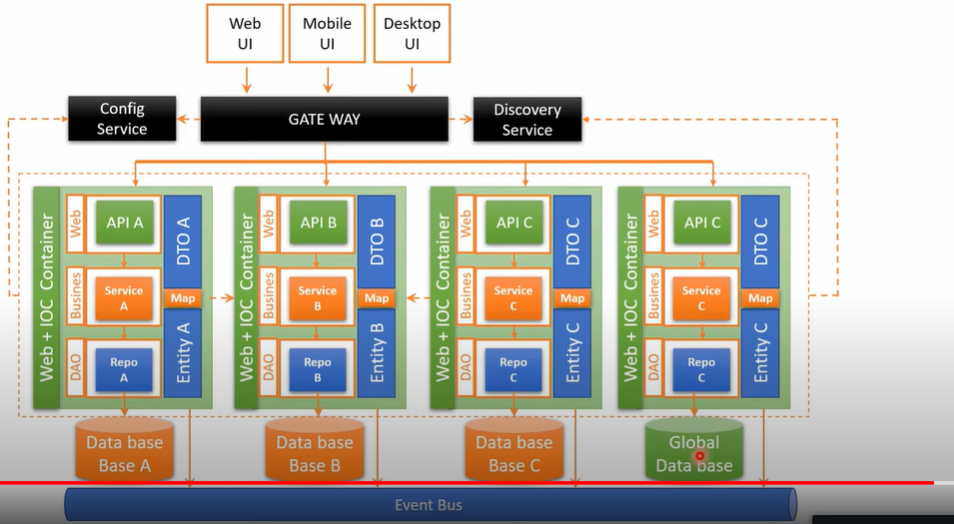 Web
UI
Mobile
UI
Desktop
UI
Config
Service
GATE WAY
Discovery
Service
Web + IOC Container
Web
API A
DTO A
Busines
Service
A
Map
DAO
Repo
A
Entity A
Web + IOC Container
Web
API B
DTO B
Busines
Service
B
Map
DAO
Repo
B
Entity B
Web + IOC Container
Web
API C
DTO C
Busines
Service
C
Map
DAO
Repo
C
Entity C
Web + IOC Container
Web
API C
DTO C
Busines
Service
C
Map
DAO
Repo
C
Entity C
Data base
Base A
Data base
Base B
Data base
Base C
Global
Data base
Event Bus